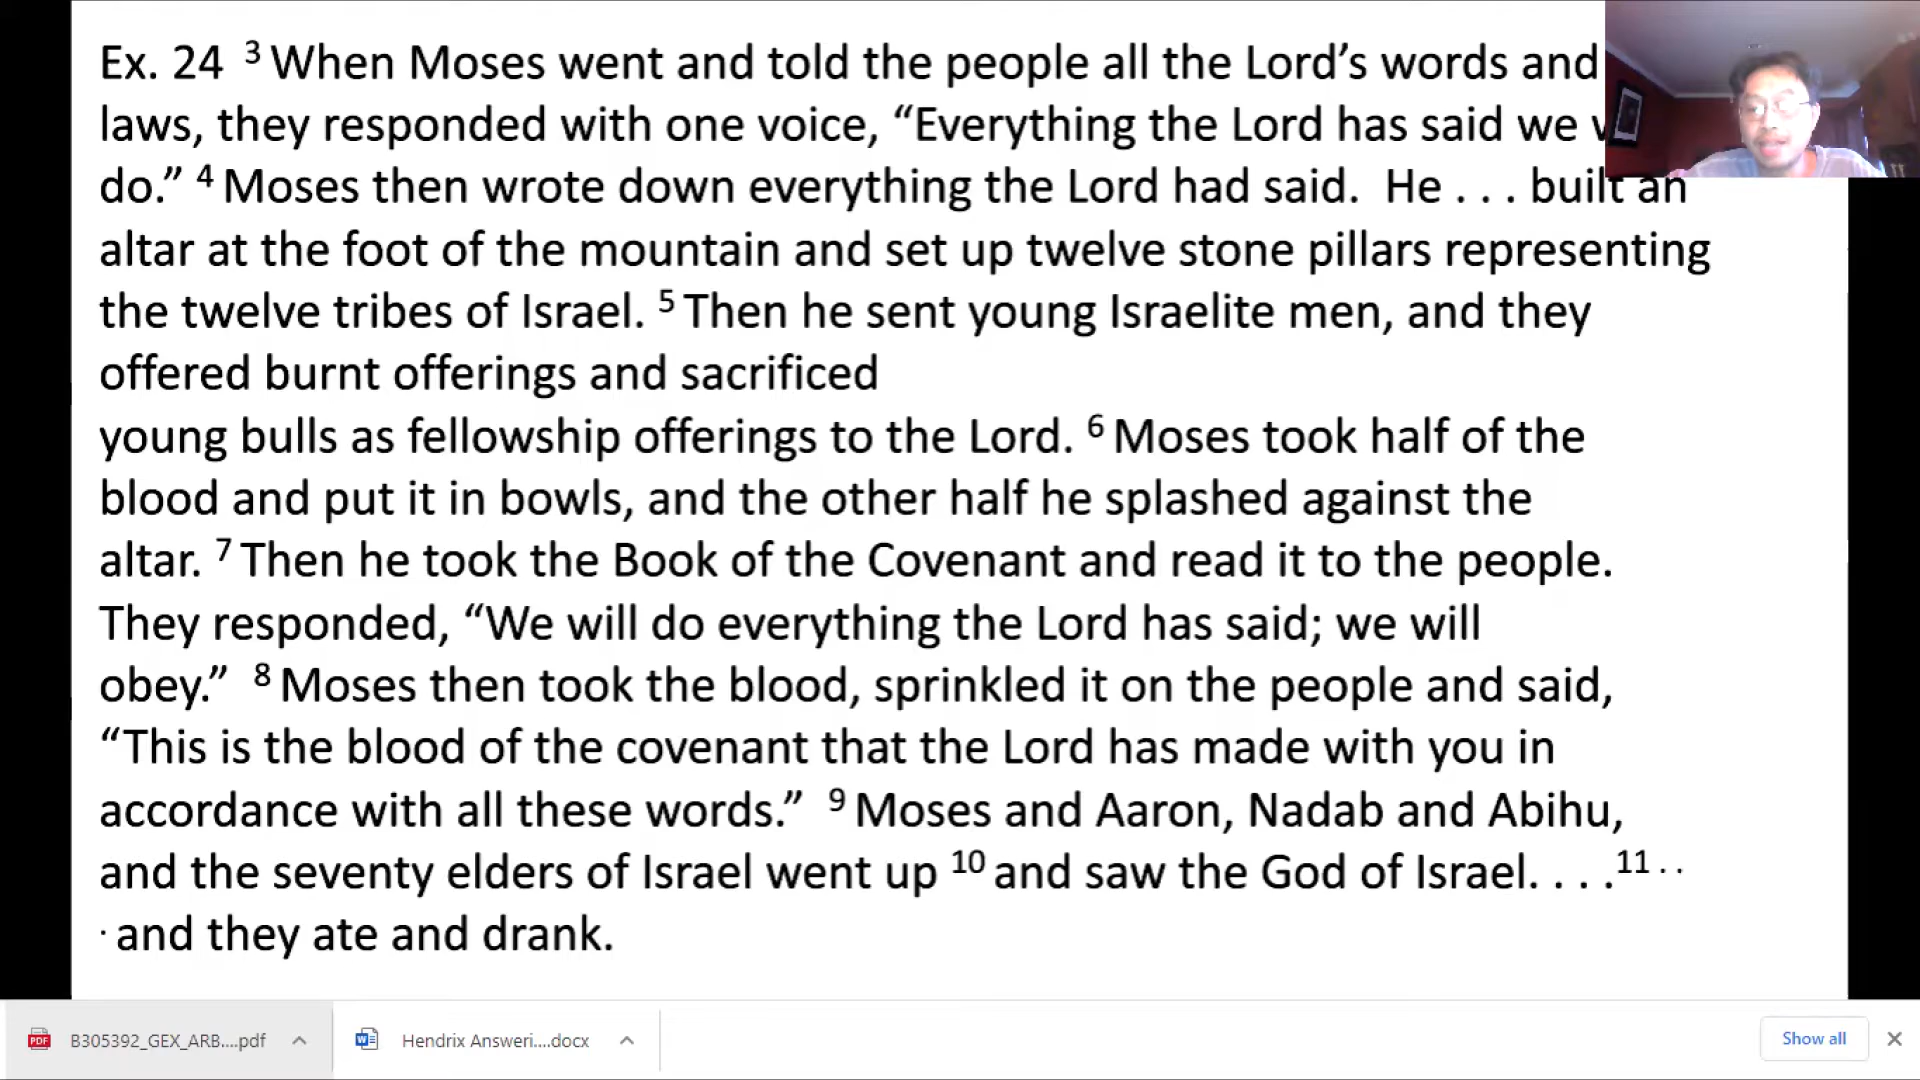 Ex. 24 ³ When Moses went and told the people all the Lord’s words and
laws, they responded with one voice, “Everything the Lord has said we
do.” ⁴ Moses then wrote down everything the Lord had said.  He . . . built an
altar at the foot of the mountain and set up twelve stone pillars representing
the twelve tribes of Israel. ⁵ Then he sent young Israelite men, and they
offered burnt offerings and sacrificed
young bulls as fellowship offerings to the Lord. ⁶ Moses took half of the
blood and put it in bowls, and the other half he splashed against the
altar. ⁷ Then he took the Book of the Covenant and read it to the people.
They responded, “We will do everything the Lord has said; we will
obey.”  ⁸ Moses then took the blood, sprinkled it on the people and said,
“This is the blood of the covenant that the Lord has made with you in
accordance with all these words.”  ⁹ Moses and Aaron, Nadab and Abihu,
and the seventy elders of Israel went up ¹⁰ and saw the God of Israel. . . .¹¹ . .
. and they ate and drank.
B305392_GEX_ARB....pdf
Hendrix Answeri....docx
Show all